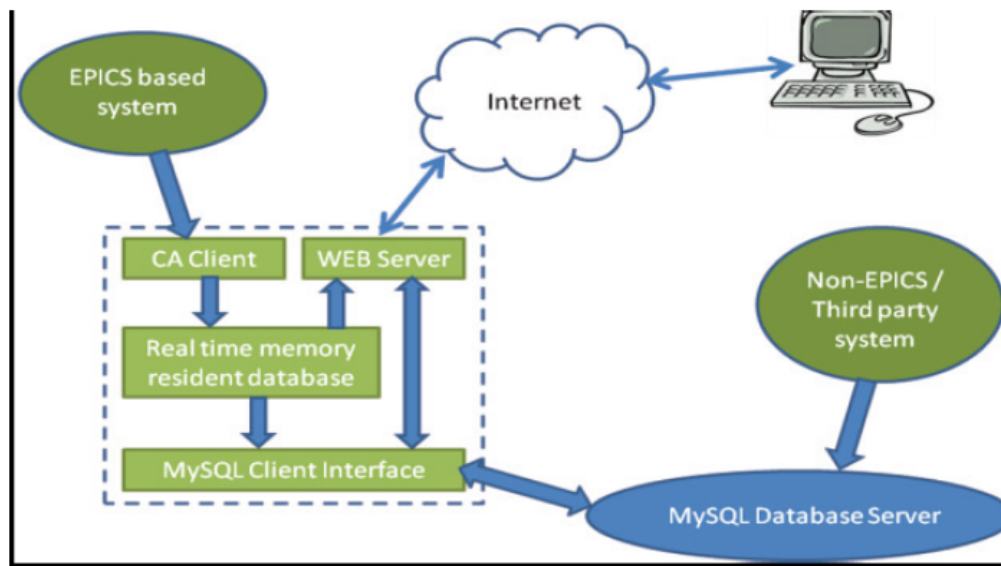 EPICS based
system
Internet
CA Client
WEB Server
Non-EPICS /
Third party
system
Real time memory
resident database
MySQL Client Interface
MySQL Database Server